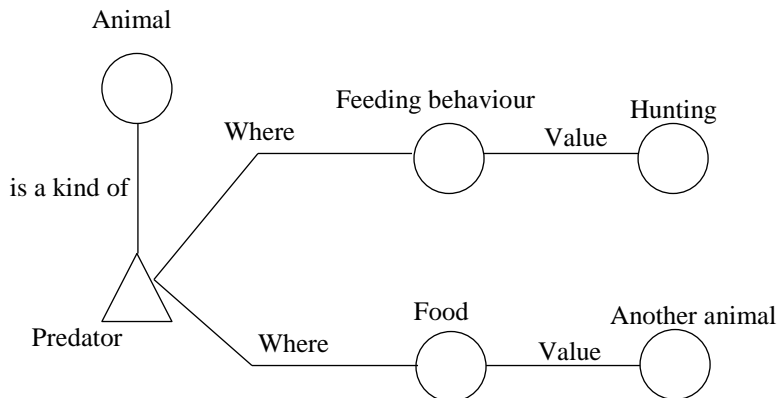 Animal
Feeding behaviour
Hunting
Where
Value
is a kind of
Predator
Food
Another animal
Where
Value